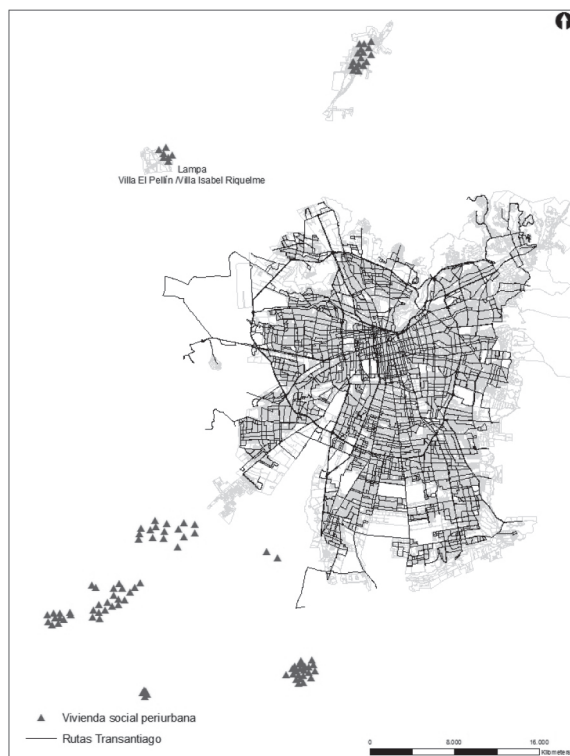 Lampa
Villa El Pellín /Villa Isabel Riquelme
Vivienda social periurbana
Rutas Transantiago
0 8.000 16.000
Kilometers